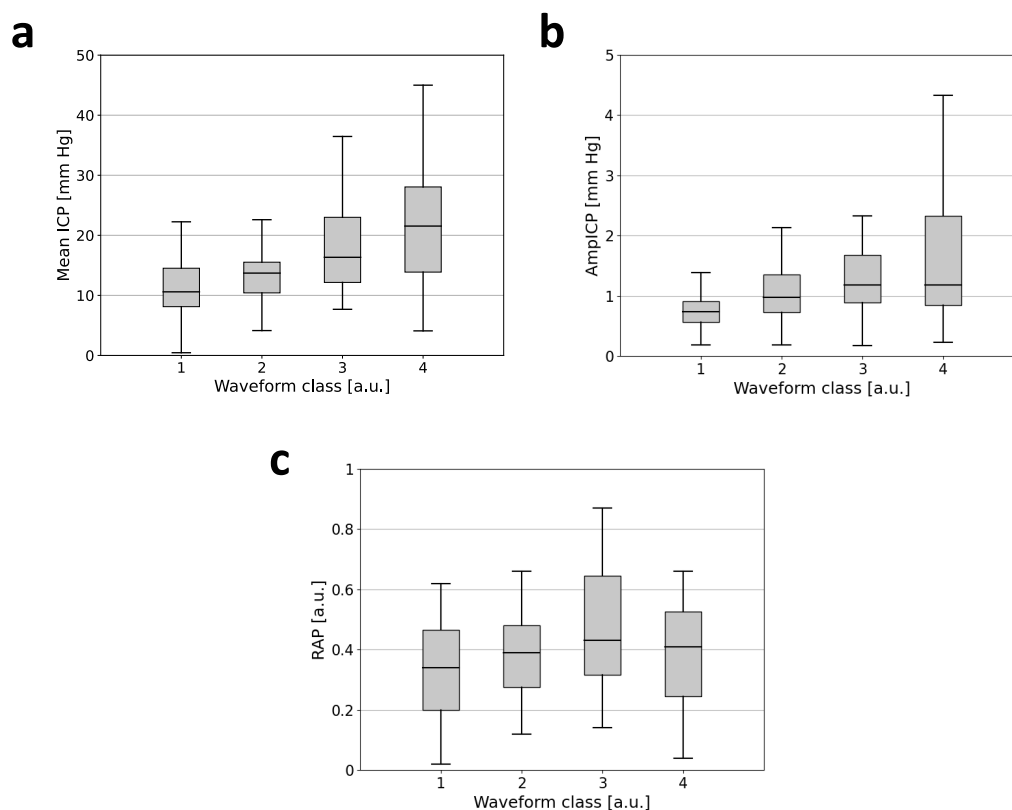 a
50
40
30
20
10
0
Mean ICP [mm Hg]
1 2 3 4
Waveform class [a.u.]
b
5
4
3
2
1
0
AmpICP [mm Hg]
1 2 3 4
Waveform class [a.u.]
c
1
0.8
0.6
0.4
0.2
0
RAP [a.u.]
1 2 3 4
Waveform class [a.u.]